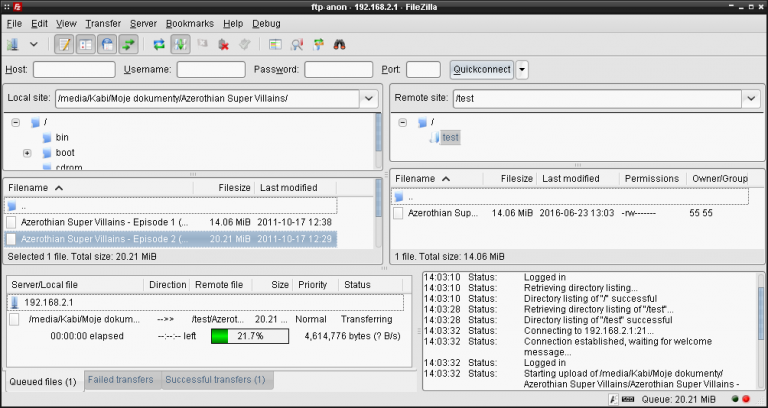 ftp-anon - 192.168.2.1 - FileZilla
File Edit View Transfer Server Bookmarks Help Debug
Host: Username: Password: Port: Quickconnect
Local site: /media/Kabi/Moje dokumenty/Azerothian Super Villains/
/
bin
boot
cdrom
Remote site: /test
/
test
Filename Filesize Last modified
..
Azerothian Super Villains - Episode 1 (... 14.06 MiB 2011-10-17 12:38
Azerothian Super Villains - Episode 2 (... 20.21 MiB 2011-10-17 12:29
Selected 1 file. Total size: 20.21 MiB
Filename Filesize Last modified Permissions Owner/Group
..
Azerothian Sup... 14.06 MiB 2016-06-23 13:03 -rw------- 55 55
1 file. Total size: 14.06 MiB
Server/Local file Direction Remote file Size Priority Status
192.168.2.1
/media/Kabi/Moje dokum... -->> /test/Azerot... 20.21 ... Normal Transferring
00:00:00 elapsed --:--:-- left 21.7% 4,614,776 bytes (? B/s)
Queued files (1) Failed transfers Successful transfers (1)
14:03:10 Status: Logged in
14:03:10 Status: Retrieving directory listing...
14:03:10 Status: Directory listing of "/" successful
14:03:28 Status: Retrieving directory listing of "/test"...
14:03:28 Status: Directory listing of "/test" successful
14:03:32 Status: Connecting to 192.168.2.1:21...
14:03:32 Status: Connection established, waiting for welcome
message...
14:03:32 Status: Logged in
14:03:32 Status: Starting upload of /media/Kabi/Moje dokumenty/
Azerothian Super Villains/Azerothian Super Villains -
Queue: 20.21 MiB